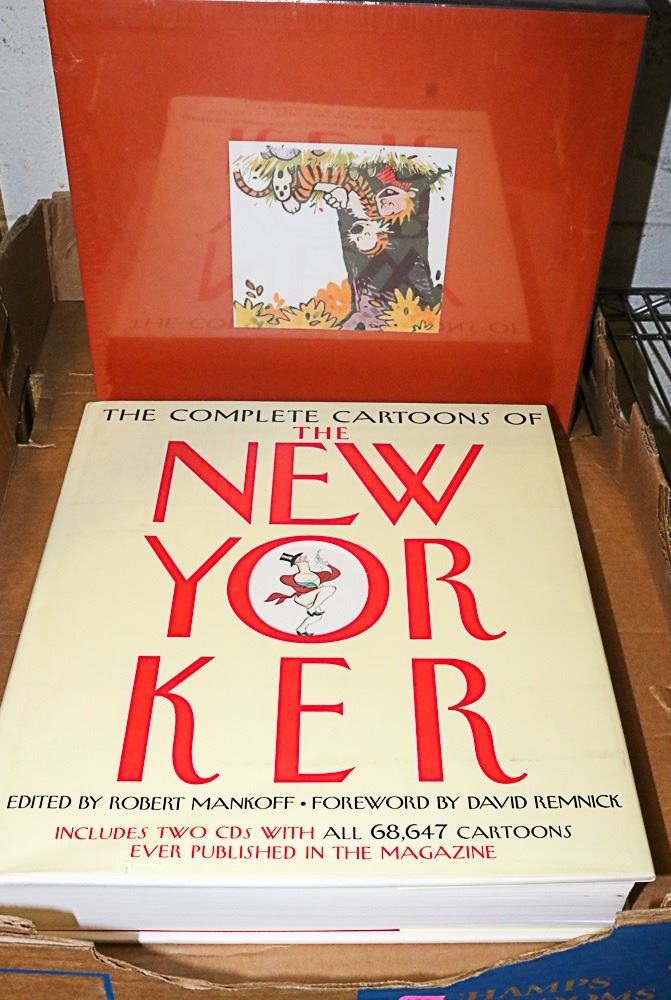 THE COMPLETE CARTOONS OF
THE
NEW
YOR
KER
EDITED BY ROBERT MANKOFF • FOREWORD BY DAVID REMNICK
INCLUDES TWO CDs WITH ALL 68,647 CARTOONS
EVER PUBLISHED IN THE MAGAZINE
HAMPS